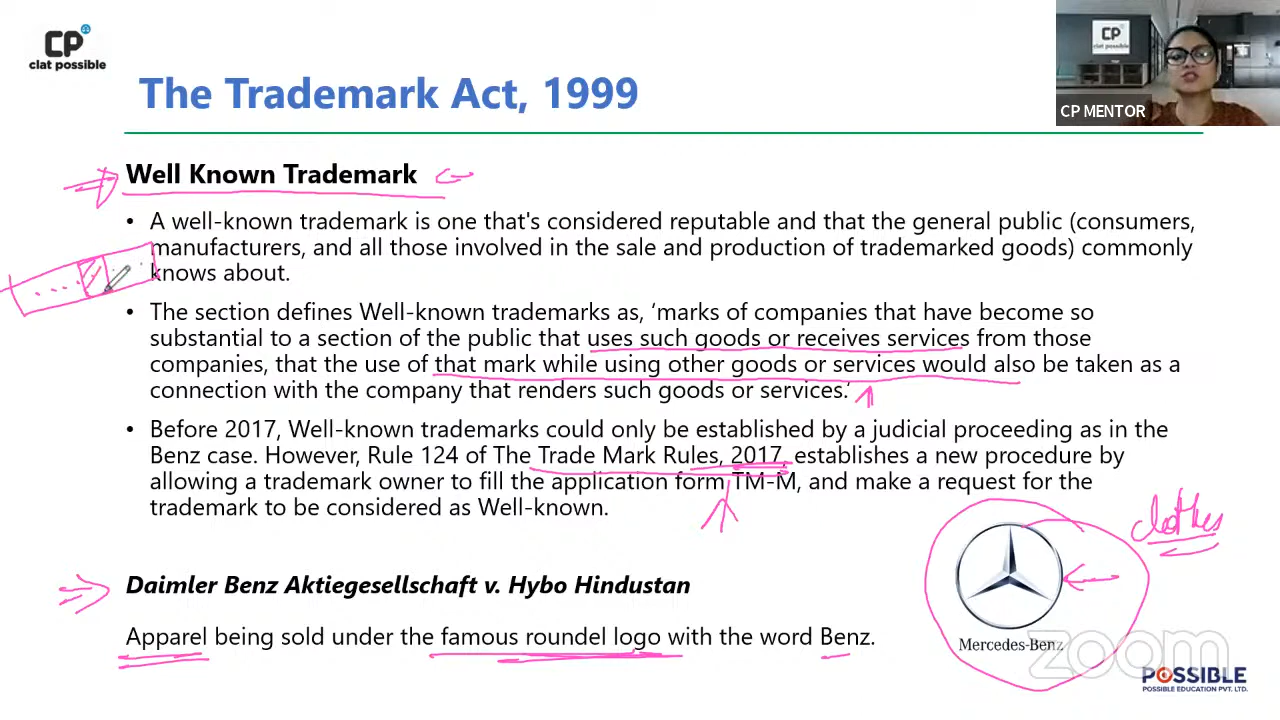 CP
clat possible
CP
clat possible
CP MENTOR
The Trademark Act, 1999
Well Known Trademark
• A well-known trademark is one that's considered reputable and that the general public (consumers,
manufacturers, and all those involved in the sale and production of trademarked goods) commonly
knows about.
• The section defines Well-known trademarks as, ‘marks of companies that have become so
substantial to a section of the public that uses such goods or receives services from those
companies, that the use of that mark while using other goods or services would also be taken as a
connection with the company that renders such goods or services.’
• Before 2017, Well-known trademarks could only be established by a judicial proceeding as in the
Benz case. However, Rule 124 of The Trade Mark Rules, 2017, establishes a new procedure by
allowing a trademark owner to fill the application form TM-M, and make a request for the
trademark to be considered as Well-known.
clothes
Daimler Benz Aktiegesellschaft v. Hybo Hindustan
Apparel being sold under the famous roundel logo with the word Benz.
Mercedes-Benz
zoom
POSSIBLE
POSSIBLE EDUCATION PVT. LTD.